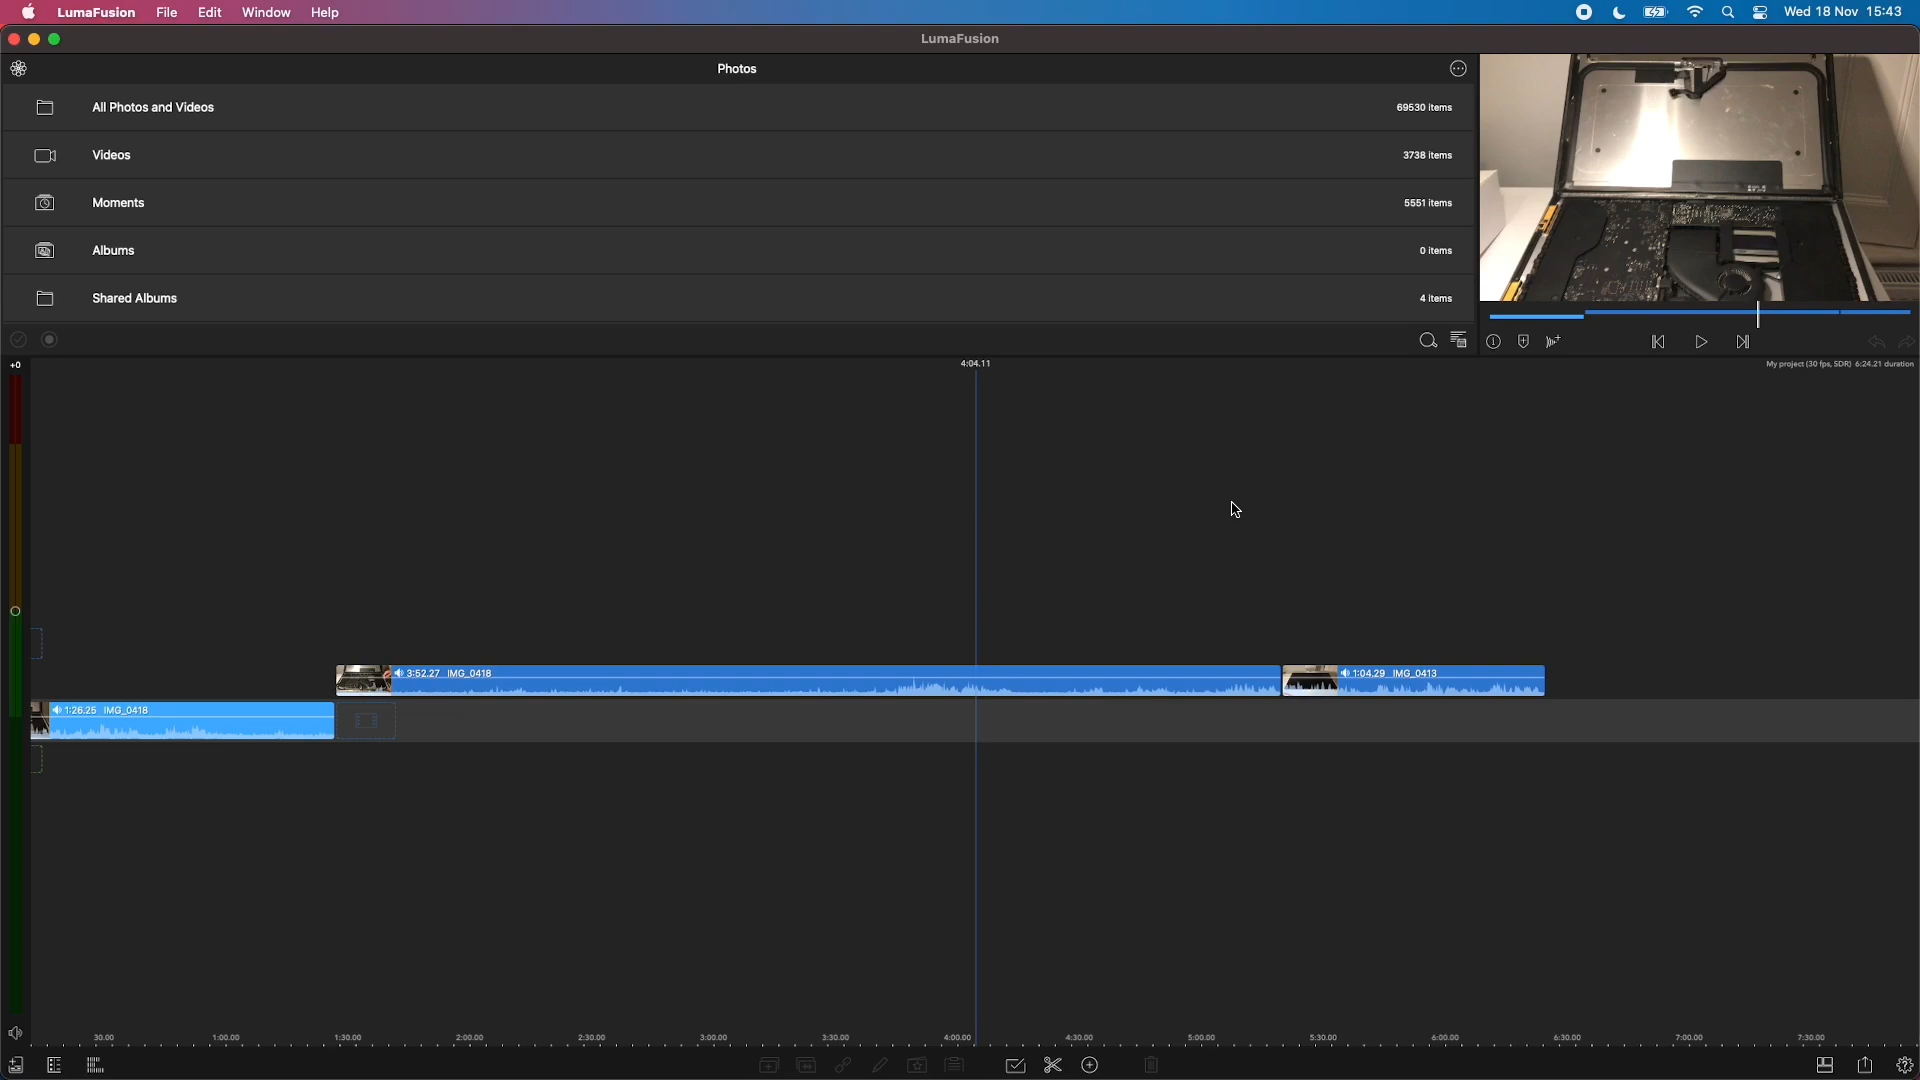 LumaFusion File Edit Window Help Wed 18 Nov 15:43
LumaFusion
Photos
All Photos and Videos 69530 items
Videos 3738 items
Moments 5551 items
Albums 0 items
Shared Albums 4 items
+0 4:04.11 My project (30 fps, SDR) 6:24.21 duration
3:52.27 IMG_0418 1:04.29 IMG_0413
1:26.25 IMG_0418
30.00 1:00.00 1:30.00 2:00.00 2:30.00 3:00.00 3:30.00 4:00.00 4:30.00 5:00.00 5:30.00 6:00.00 6:30.00 7:00.00 7:30.00